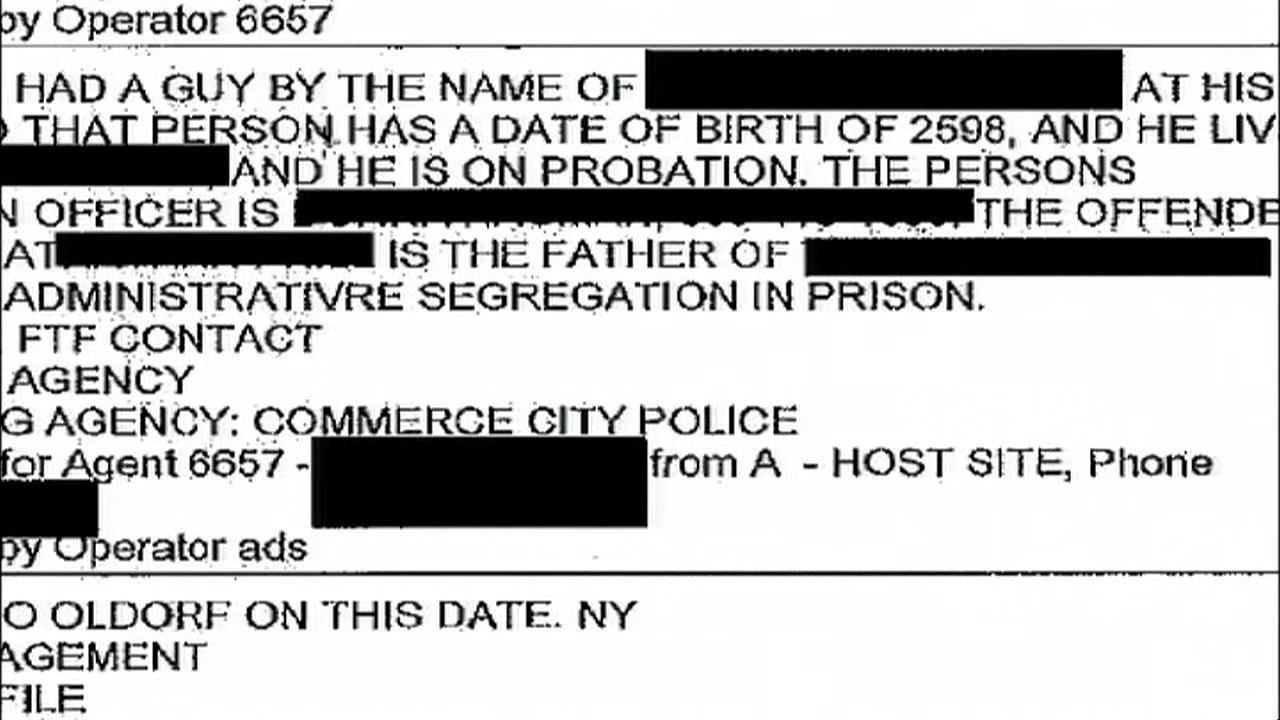 by Operator 6657
HAD A GUY BY THE NAME OF AT HIS
THAT PERSON HAS A DATE OF BIRTH OF 2598, AND HE LIV
AND HE IS ON PROBATION. THE PERSONS
N OFFICER IS THE OFFENDE
AT IS THE FATHER OF
ADMINISTRATIVRE SEGREGATION IN PRISON.
FTF CONTACT
AGENCY
G AGENCY: COMMERCE CITY POLICE
for Agent 6657 - from A - HOST SITE, Phone
by Operator ads
O OLDORF ON THIS DATE. NY
AGEMENT
FILE